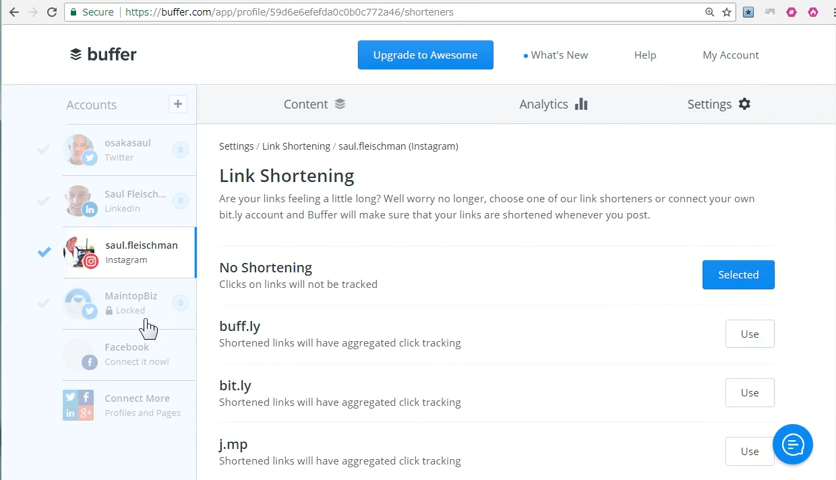 Secure
https://buffer.com/app/profile/59d6e6efefda0c0b0c772a46/shorteners
buffer
Upgrade to Awesome
What's New
Help
My Account
Accounts
+
Content
Analytics
Settings
osakasaul
Twitter
0
Saul Fleisch...
LinkedIn
0
saul.fleischman
Instagram
MaintopBiz
Locked
0
Facebook
Connect it now!
Connect More
Profiles and Pages
Settings / Link Shortening / saul.fleischman (Instagram)
Link Shortening
Are your links feeling a little long? Well worry no longer, choose one of our link shorteners or connect your own
bit.ly account and Buffer will make sure that your links are shortened whenever you post.
No Shortening
Clicks on links will not be tracked
Selected
buff.ly
Shortened links will have aggregated click tracking
Use
bit.ly
Shortened links will have aggregated click tracking
Use
j.mp
Shortened links will have aggregated click tracking
Use